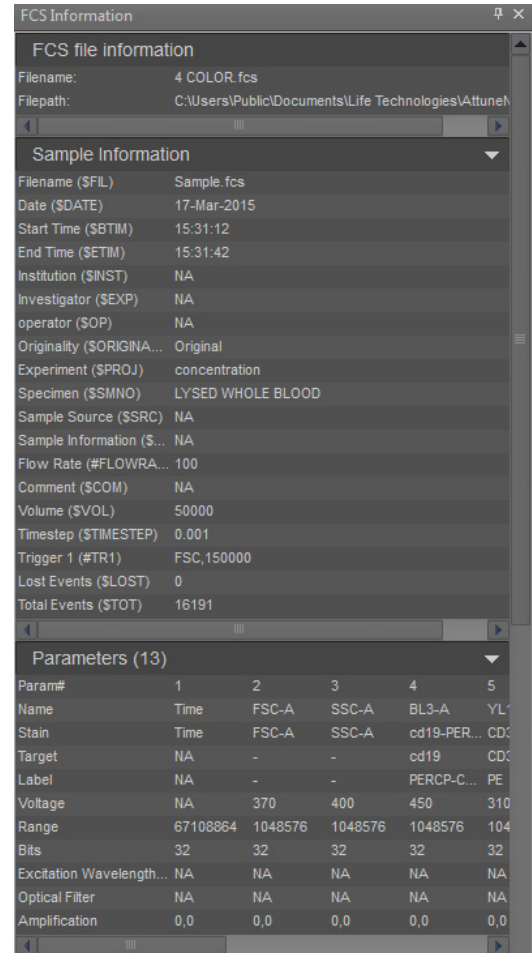 FCS Information
FCS file information
Filename: 4 COLOR.fcs
Filepath: C:\Users\Public\Documents\Life Technologies\AttuneN
Sample Information
Filename ($FIL) Sample.fcs
Date ($DATE) 17-Mar-2015
Start Time ($BTIM) 15:31:12
End Time ($ETIM) 15:31:42
Institution ($INST) NA
Investigator ($EXP) NA
operator ($OP) NA
Originality ($ORIGINA... Original
Experiment ($PROJ) concentration
Specimen ($SMNO) LYSED WHOLE BLOOD
Sample Source ($SRC) NA
Sample Information ($... NA
Flow Rate (#FLOWRA... 100
Comment ($COM) NA
Volume ($VOL) 50000
Timestep ($TIMESTEP) 0.001
Trigger 1 (#TR1) FSC,150000
Lost Events ($LOST) 0
Total Events ($TOT) 16191
Parameters (13)
Param# 1 2 3 4 5
Name Time FSC-A SSC-A BL3-A YL1
Stain Time FSC-A SSC-A cd19-PER... CD3
Target NA - - cd19 CD3
Label NA - - PERCP-C... PE
Voltage NA 370 400 450 310
Range 67108864 1048576 1048576 1048576 104
Bits 32 32 32 32 32
Excitation Wavelength... NA NA NA NA NA
Optical Filter NA NA NA NA NA
Amplification 0,0 0,0 0,0 0,0 0,0